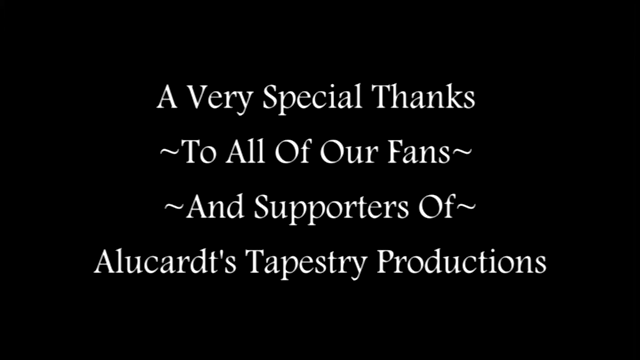 A Very Special Thanks
~To All Of Our Fans~
~And Supporters Of~
Alucardt's Tapestry Productions